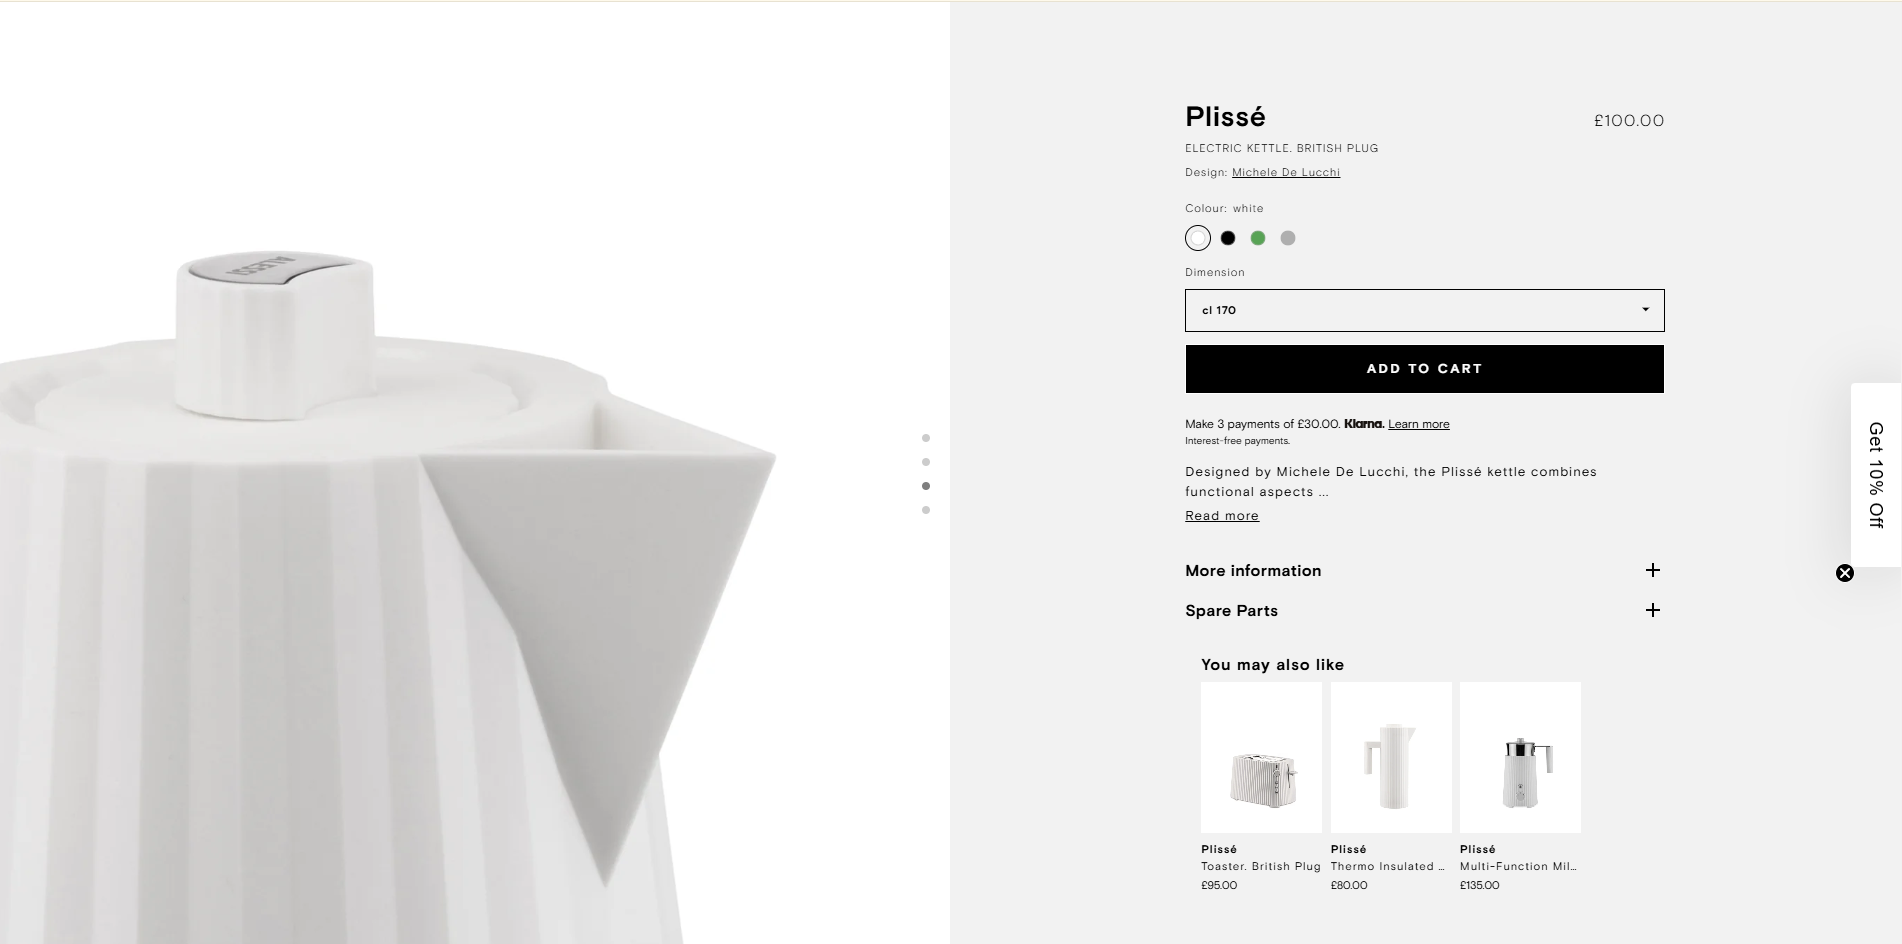 ALESSI
Plissé
£100.00
ELECTRIC KETTLE. BRITISH PLUG
Design: Michele De Lucchi
Colour: white
Dimension
cl 170
ADD TO CART
Make 3 payments of £30.00. Klarna. Learn more
Interest-free payments.
Designed by Michele De Lucchi, the Plissé kettle combines
functional aspects ...
Read more
More information
Spare Parts
You may also like
Plissé
Toaster. British Plug
£95.00
Plissé
Thermo Insulated ...
£80.00
Plissé
Multi-Function Mil...
£135.00
Get 10% Off